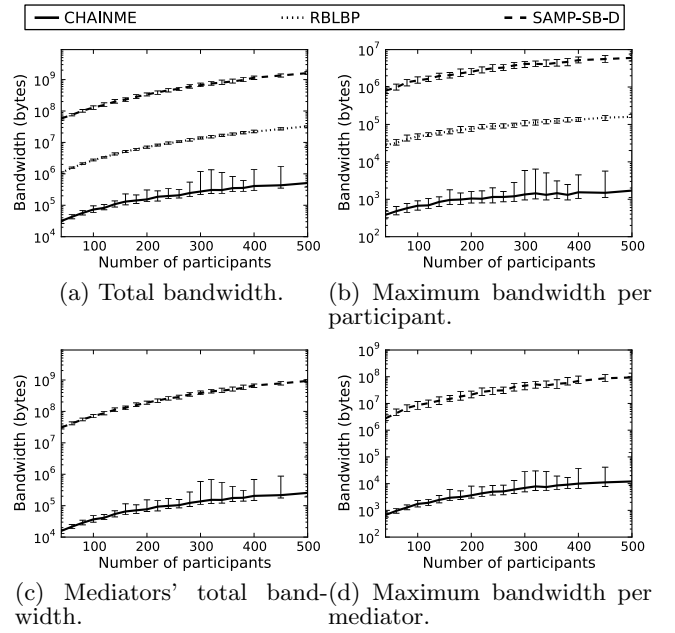 CHAINME RBLBP SAMP-SB-D
Bandwidth (bytes)
10^9
10^8
10^7
10^6
10^5
10^4
100 200 300 400 500
Number of participants
(a) Total bandwidth.
Bandwidth (bytes)
10^7
10^6
10^5
10^4
10^3
10^2
100 200 300 400 500
Number of participants
(b) Maximum bandwidth per
participant.
Bandwidth (bytes)
10^9
10^8
10^7
10^6
10^5
10^4
100 200 300 400 500
Number of participants
(c) Mediators' total band-
width.
Bandwidth (bytes)
10^9
10^8
10^7
10^6
10^5
10^4
10^3
10^2
100 200 300 400 500
Number of participants
(d) Maximum bandwidth per
mediator.